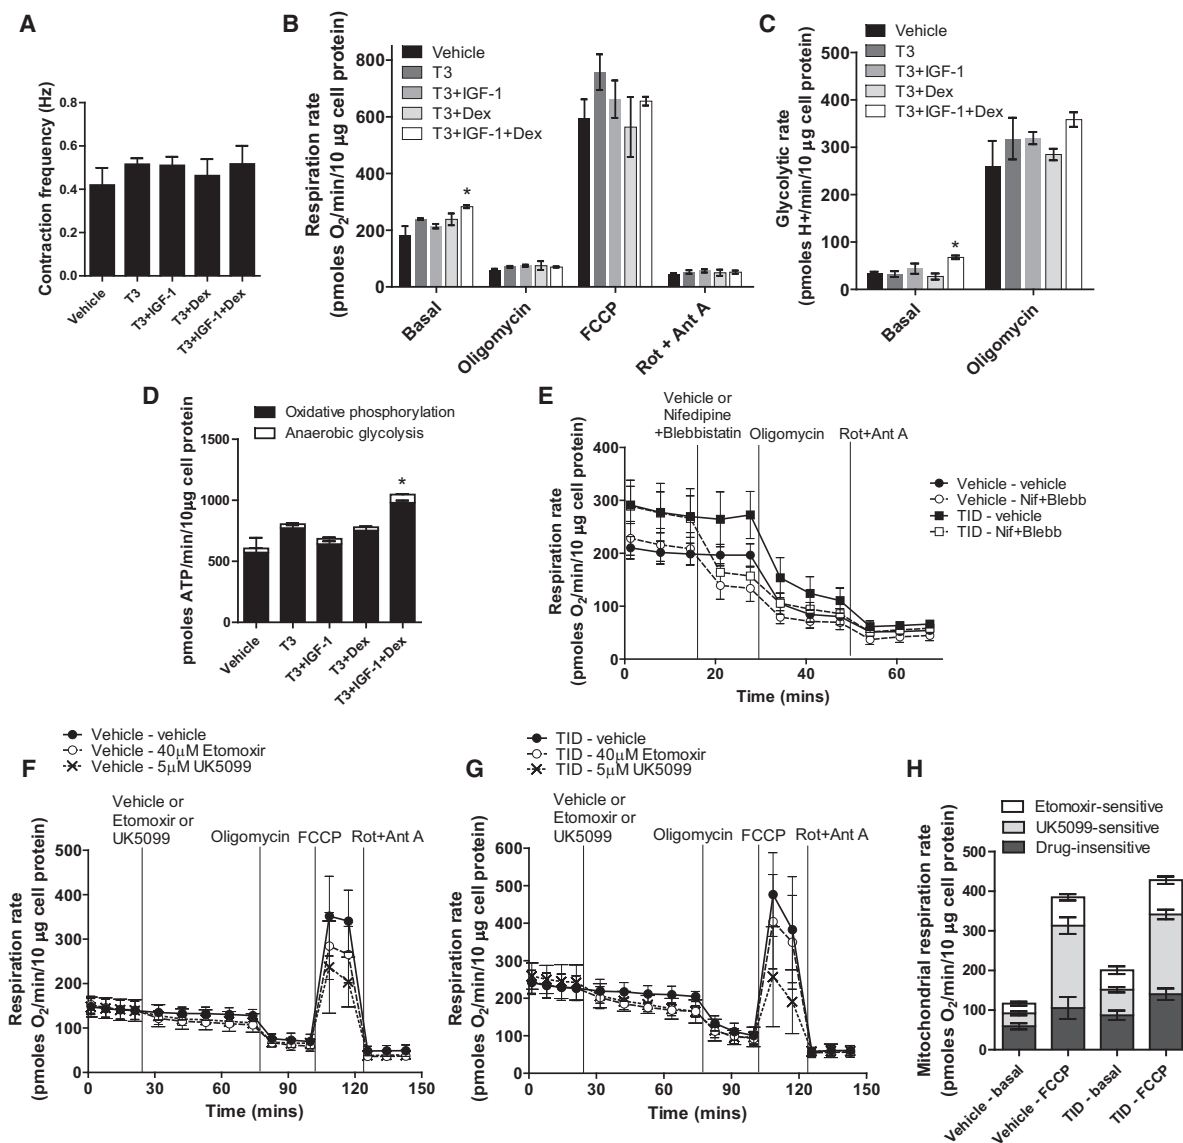 A
Contraction frequency (Hz)
0.8
0.6
0.4
0.2
0.0
Vehicle
T3
T3+IGF-1
T3+Dex
T3+IGF-1+Dex
B
Respiration rate
(pmoles O2/min/10 µg cell protein)
800
600
400
200
0
Vehicle
T3
T3+IGF-1
T3+Dex
T3+IGF-1+Dex
*
Basal
Oligomycin
FCCP
Rot + Ant A
C
Glycolytic rate
(pmoles H+/min/10 µg cell protein)
500
400
300
200
100
0
Vehicle
T3
T3+IGF-1
T3+Dex
T3+IGF-1+Dex
*
Basal
Oligomycin
D
pmoles ATP/min/10µg cell protein
Oxidative phosphorylation
Anaerobic glycolysis
1500
1000
500
0
*
Vehicle
T3
T3+IGF-1
T3+Dex
T3+IGF-1+Dex
E
Respiration rate
(pmoles O2/min/10 µg cell protein)
Vehicle or
Nifedipine
+Blebbistatin
Oligomycin
Rot+Ant A
400
300
200
100
0
0
20
40
60
Time (mins)
Vehicle - vehicle
Vehicle - Nif+Blebb
TID - vehicle
TID - Nif+Blebb
F
Vehicle - vehicle
Vehicle - 40µM Etomoxir
Vehicle - 5µM UK5099
Vehicle or
Etomoxir or
UK5099
Oligomycin
FCCP
Rot+Ant A
Respiration rate
(pmoles O2/min/10 µg cell protein)
500
400
300
200
100
0
0
30
60
90
120
150
Time (mins)
G
TID - vehicle
TID - 40µM Etomoxir
TID - 5µM UK5099
Vehicle or
Etomoxir or
UK5099
Oligomycin
FCCP
Rot+Ant A
Respiration rate
(pmoles O2/min/10 µg cell protein)
600
500
400
300
200
100
0
0
30
60
90
120
150
Time (mins)
H
Etomoxir-sensitive
UK5099-sensitive
Drug-insensitive
Mitochondrial respiration rate
(pmoles O2/min/10 µg cell protein)
500
400
300
200
100
0
Vehicle - basal
Vehicle - FCCP
TID - basal
TID - FCCP